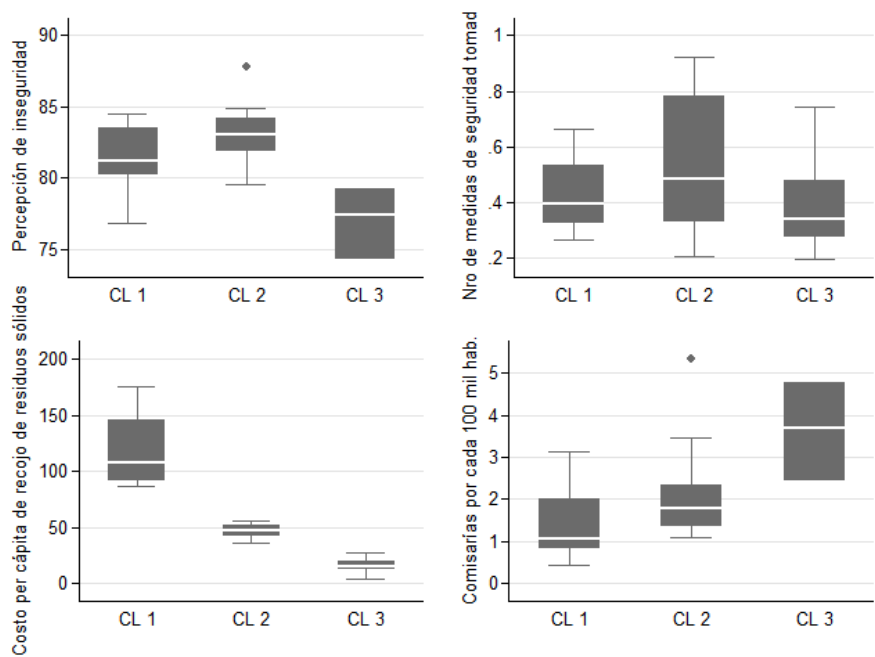 Percepción de inseguridad
90
85
80
75
CL 1 CL 2 CL 3
Nro de medidas de seguridad tomad
1
.8
.6
.4
.2
CL 1 CL 2 CL 3
Costo per cápita de recojo de residuos sólidos
200
150
100
50
0
CL 1 CL 2 CL 3
Comisarías por cada 100 mil hab.
5
4
3
2
1
0
CL 1 CL 2 CL 3